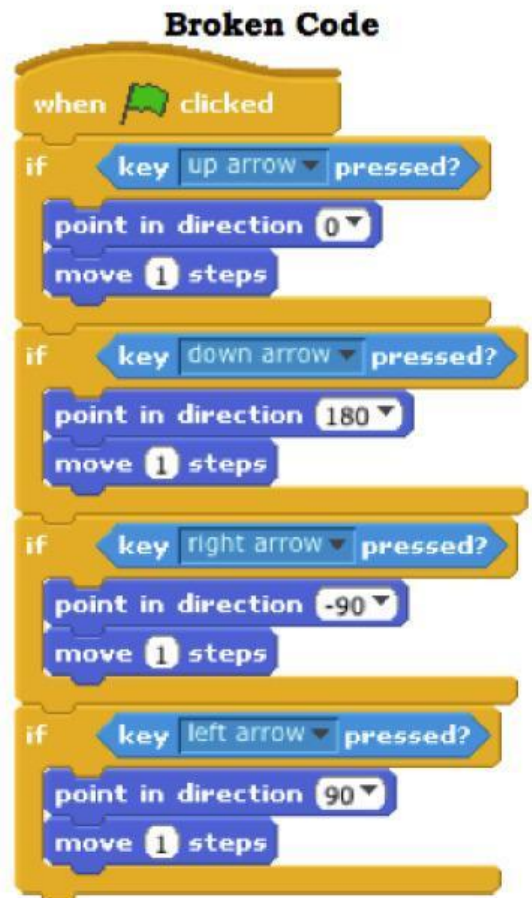 Broken Code
when clicked
if key up arrow pressed?
point in direction 0
move 1 steps
if key down arrow pressed?
point in direction 180
move 1 steps
if key right arrow pressed?
point in direction -90
move 1 steps
if key left arrow pressed?
point in direction 90
move 1 steps